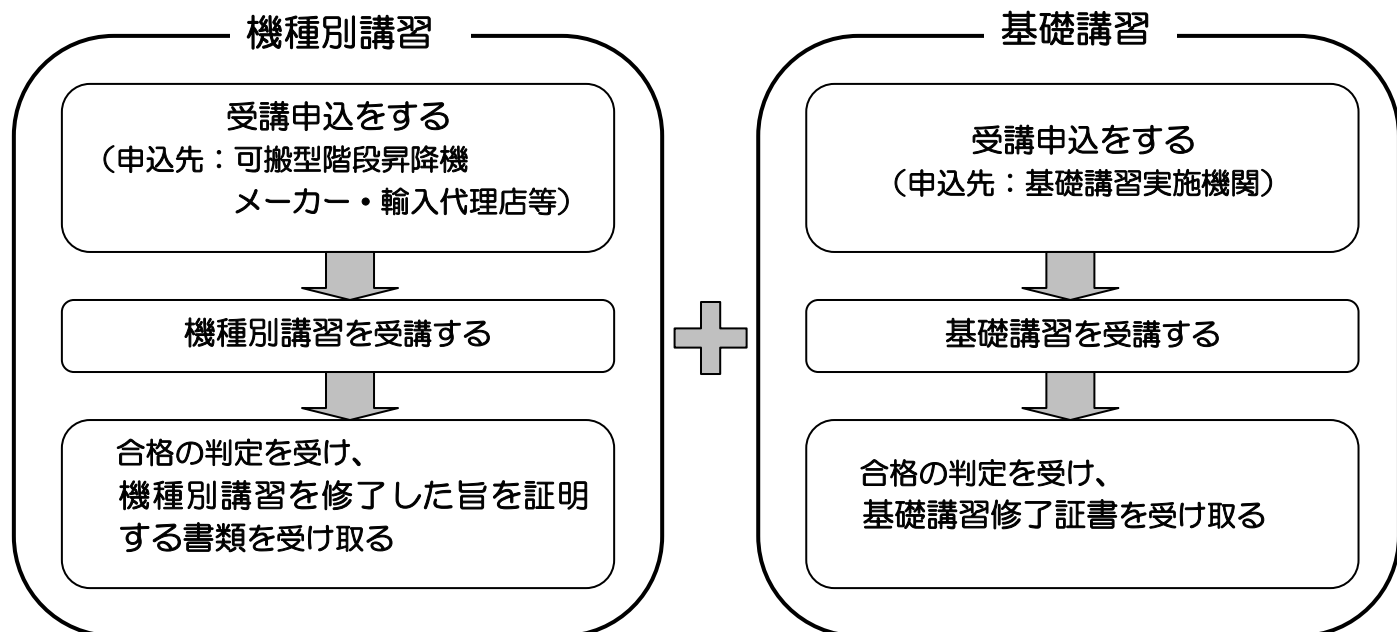 機種別講習
受講申込をする
（申込先：可搬型階段昇降機
メーカー・輸入代理店等）
機種別講習を受講する
合格の判定を受け、
機種別講習を修了した旨を証明
する書類を受け取る
基礎講習
受講申込をする
（申込先：基礎講習実施機関）
基礎講習を受講する
合格の判定を受け、
基礎講習修了証書を受け取る